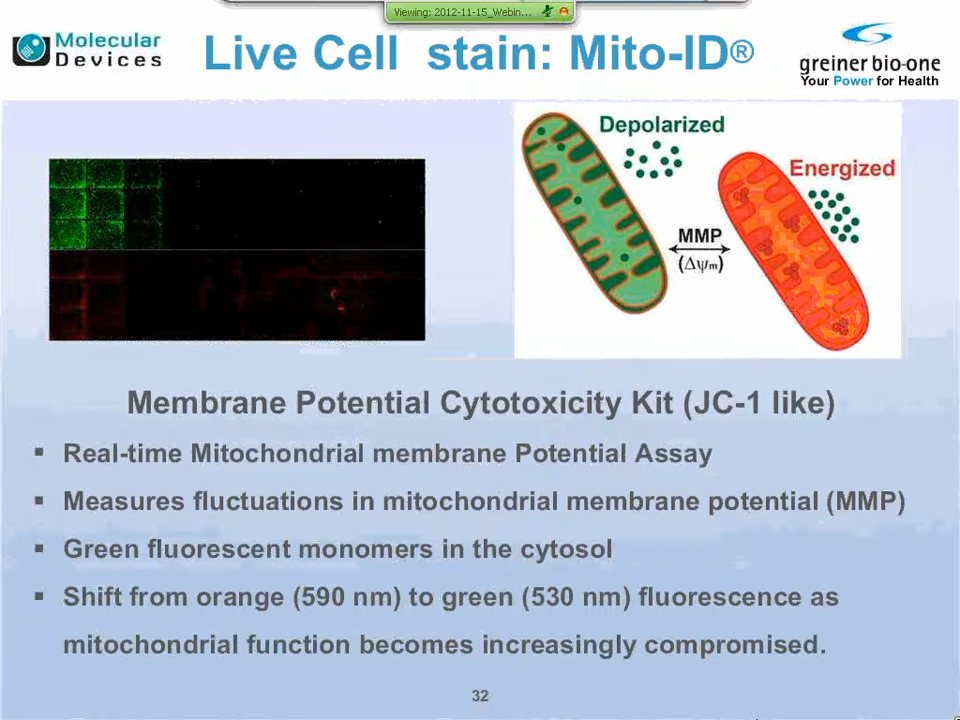 Viewing: 2012-11-15_Webin...
Molecular
Devices
Live Cell stain: Mito-ID®
greiner bio-one
Your Power for Health
Depolarized
Energized
MMP
(Δψm)
Membrane Potential Cytotoxicity Kit (JC-1 like)
▪ Real-time Mitochondrial membrane Potential Assay
▪ Measures fluctuations in mitochondrial membrane potential (MMP)
▪ Green fluorescent monomers in the cytosol
▪ Shift from orange (590 nm) to green (530 nm) fluorescence as
mitochondrial function becomes increasingly compromised.
32